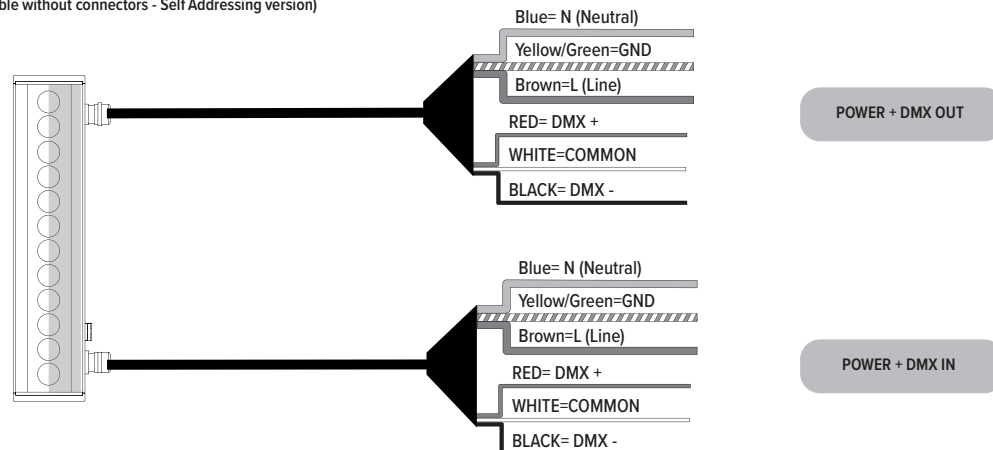 ble without connectors - Self Addressing version)
Blue= N (Neutral)
Yellow/Green=GND
Brown=L (Line)
RED= DMX +
WHITE=COMMON
BLACK= DMX -
POWER + DMX OUT
Blue= N (Neutral)
Yellow/Green=GND
Brown=L (Line)
RED= DMX +
WHITE=COMMON
BLACK= DMX -
POWER + DMX IN